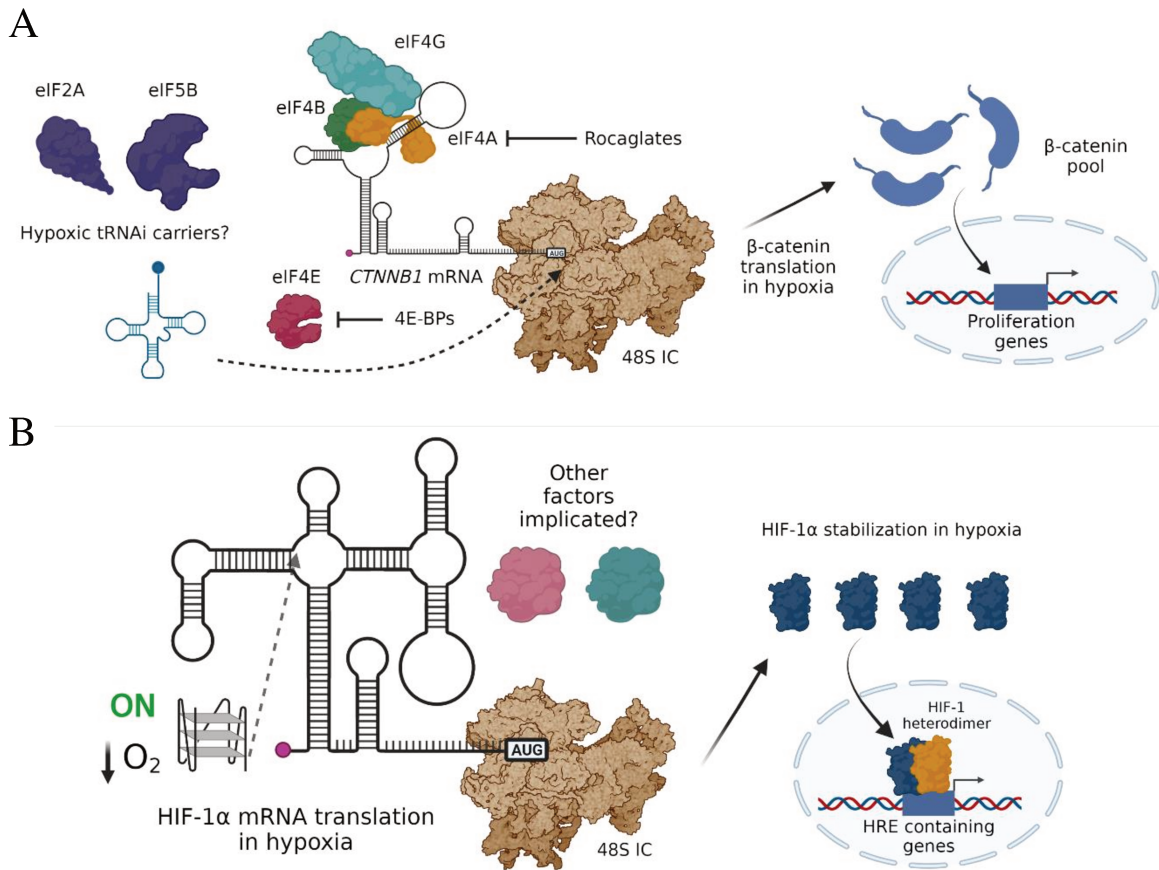 A
eIF4G
eIF2A
eIF5B
eIF4B
eIF4A
Rocaglates
β-catenin
pool
Hypoxic tRNAi carriers?
AUG
β-catenin
translation
in hypoxia
eIF4E
CTNNB1 mRNA
4E-BPs
48S IC
Proliferation
genes
B
Other
factors
implicated?
HIF-1α stabilization in hypoxia
ON
O2
AUG
HIF-1
heterodimer
HIF-1α mRNA translation
in hypoxia
48S IC
HRE containing
genes